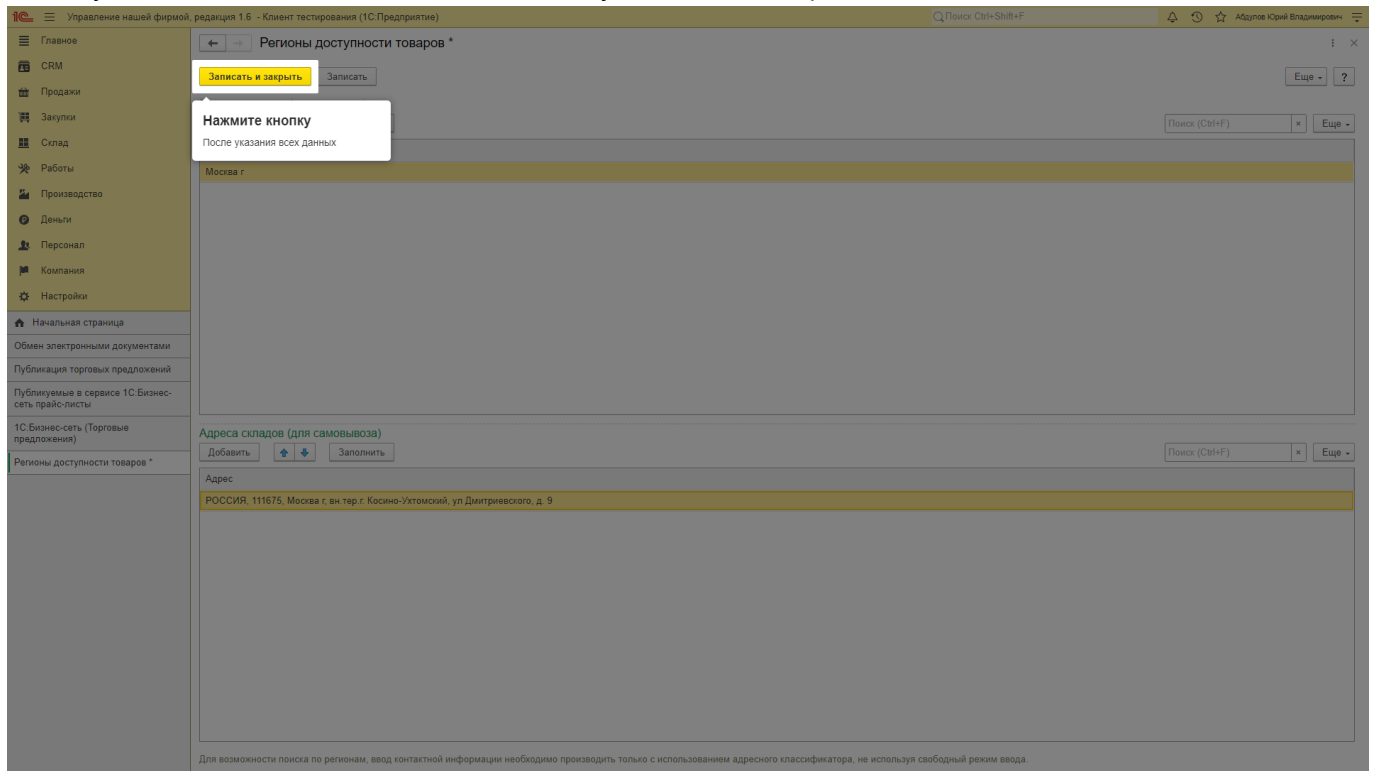 Управление нашей фирмой, редакция 1.6 - Клиент тестирования (1С:Предприятие)
Поиск Ctrl+Shift+F
Абдулов Юрий Владимирович
Главное
CRM
Продажи
Закупки
Склад
Работы
Производство
Деньги
Персонал
Компания
Настройки
Начальная страница
Обмен электронными документами
Публикация торговых предложений
Публикуемые в сервисе 1С:Бизнес-
сеть прайс-листы
1С:Бизнес-сеть (Торговые
предложения)
Регионы доступности товаров *
Регионы доступности товаров *
Записать и закрыть
Записать
Еще
?
Нажмите кнопку
После указания всех данных
Поиск (Ctrl+F)
×
Еще
Москва г
Адреса складов (для самовывоза)
Добавить
Заполнить
Поиск (Ctrl+F)
×
Еще
Адрес
РОССИЯ, 111675, Москва г, вн.тер.г. Косино-Ухтомский, ул Дмитриевского, д. 9
Для возможности поиска по регионам, ввод контактной информации необходимо производить только с использованием адресного классификатора, не используя свободный режим ввода.